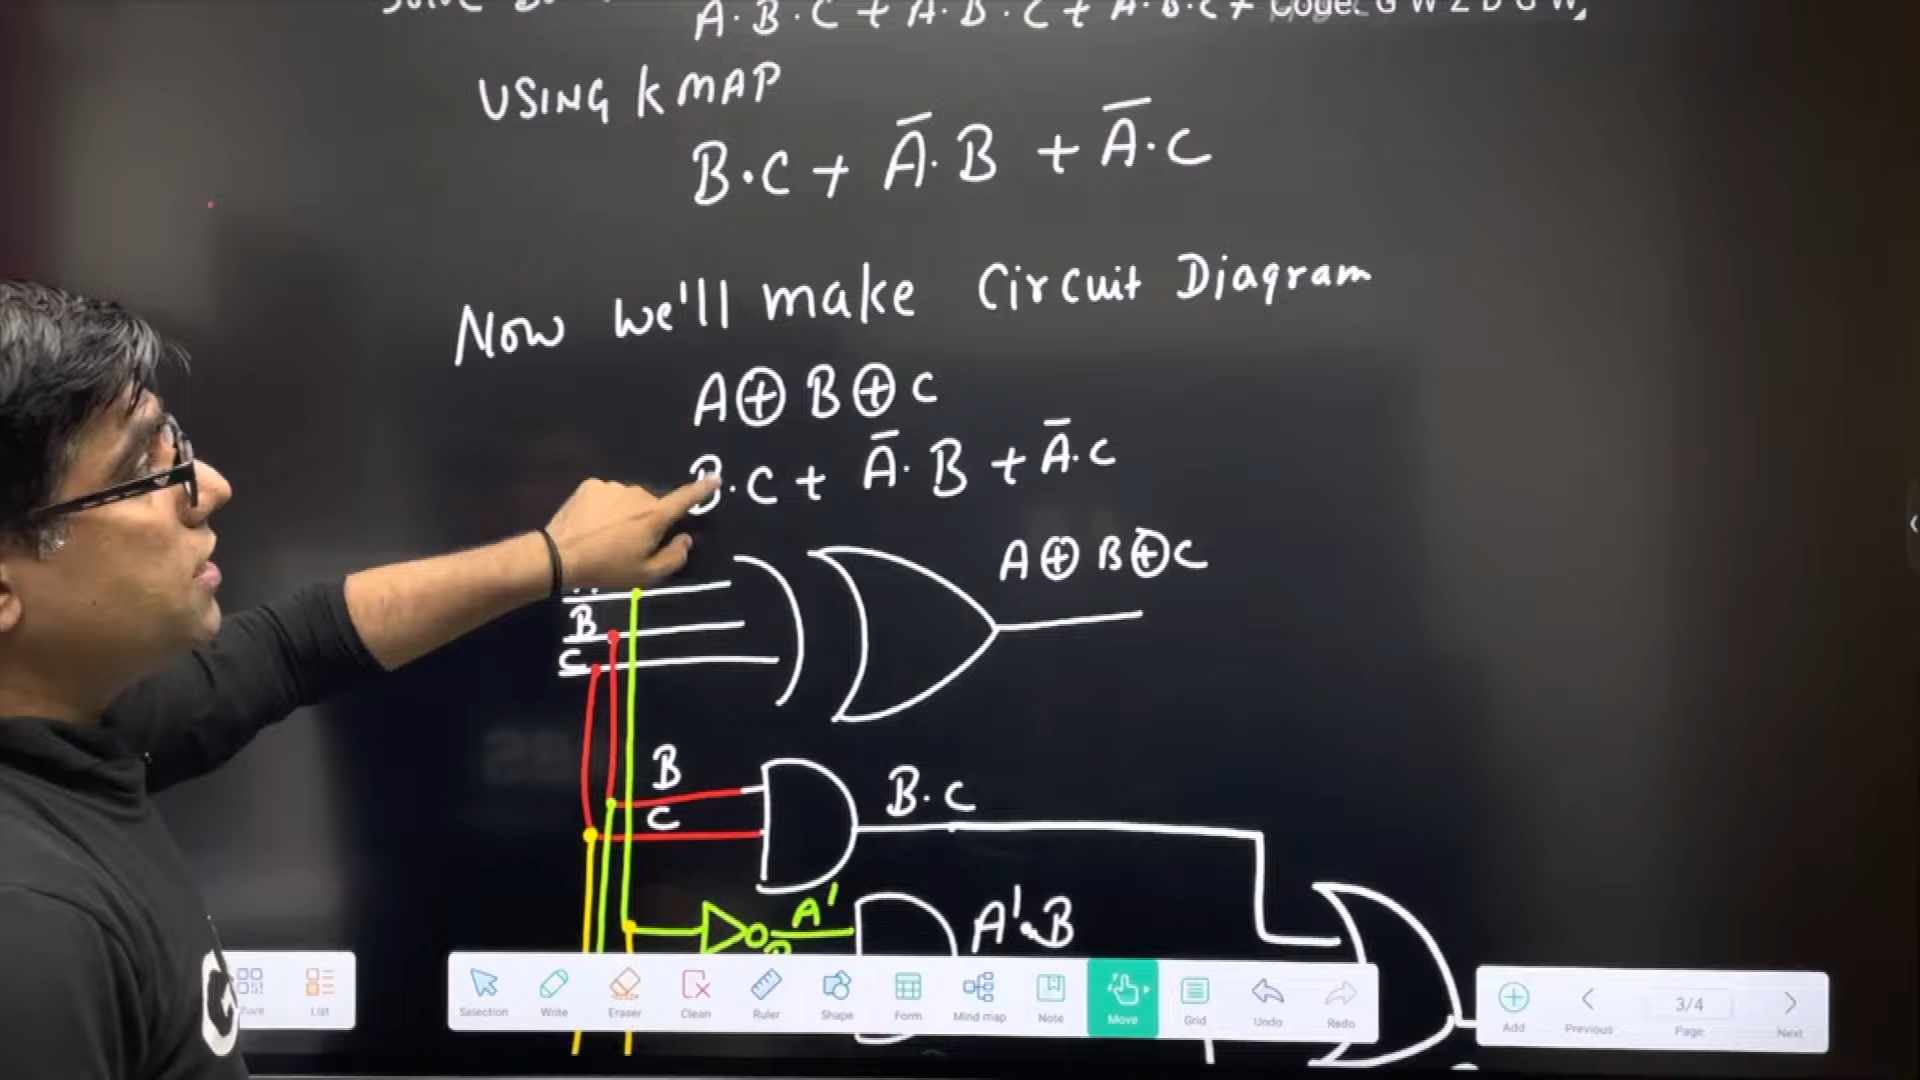 A·B·C + A·B·C + A·B·C +
USING K MAP
B·C + A̅·B + A̅·C
Now we'll make Circuit Diagram
A⊕B⊕C
B·C + A̅·B + A̅·C
A⊕B⊕C
B
C
B
C
B·C
A'
A'·B
List
Selection
Write
Eraser
Clean
Ruler
Shape
Form
Mind map
Note
Move
Grid
Undo
Redo
Add
Previous
3/4
Page
Next